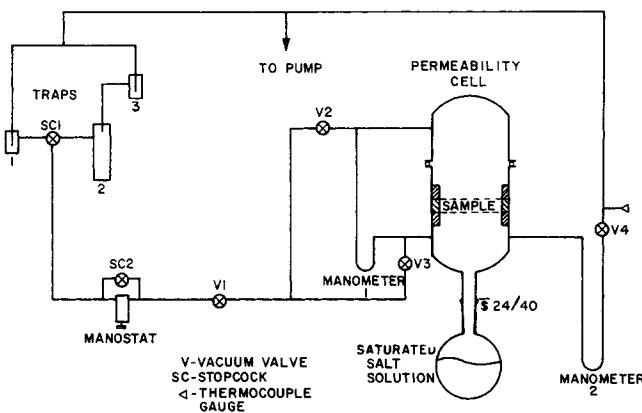 TO PUMP
PERMEABILITY
CELL
TRAPS
3
SC1
1
2
V2
SAMPLE
V4
SC2
V1
V3
MANOMETER
1
MANOSTAT
$ 24/40
SATURATED
SALT
SOLUTION
MANOMETER
2
V-VACUUM VALVE
SC-STOPCOCK
◁-THERMOCOUPLE
GAUGE